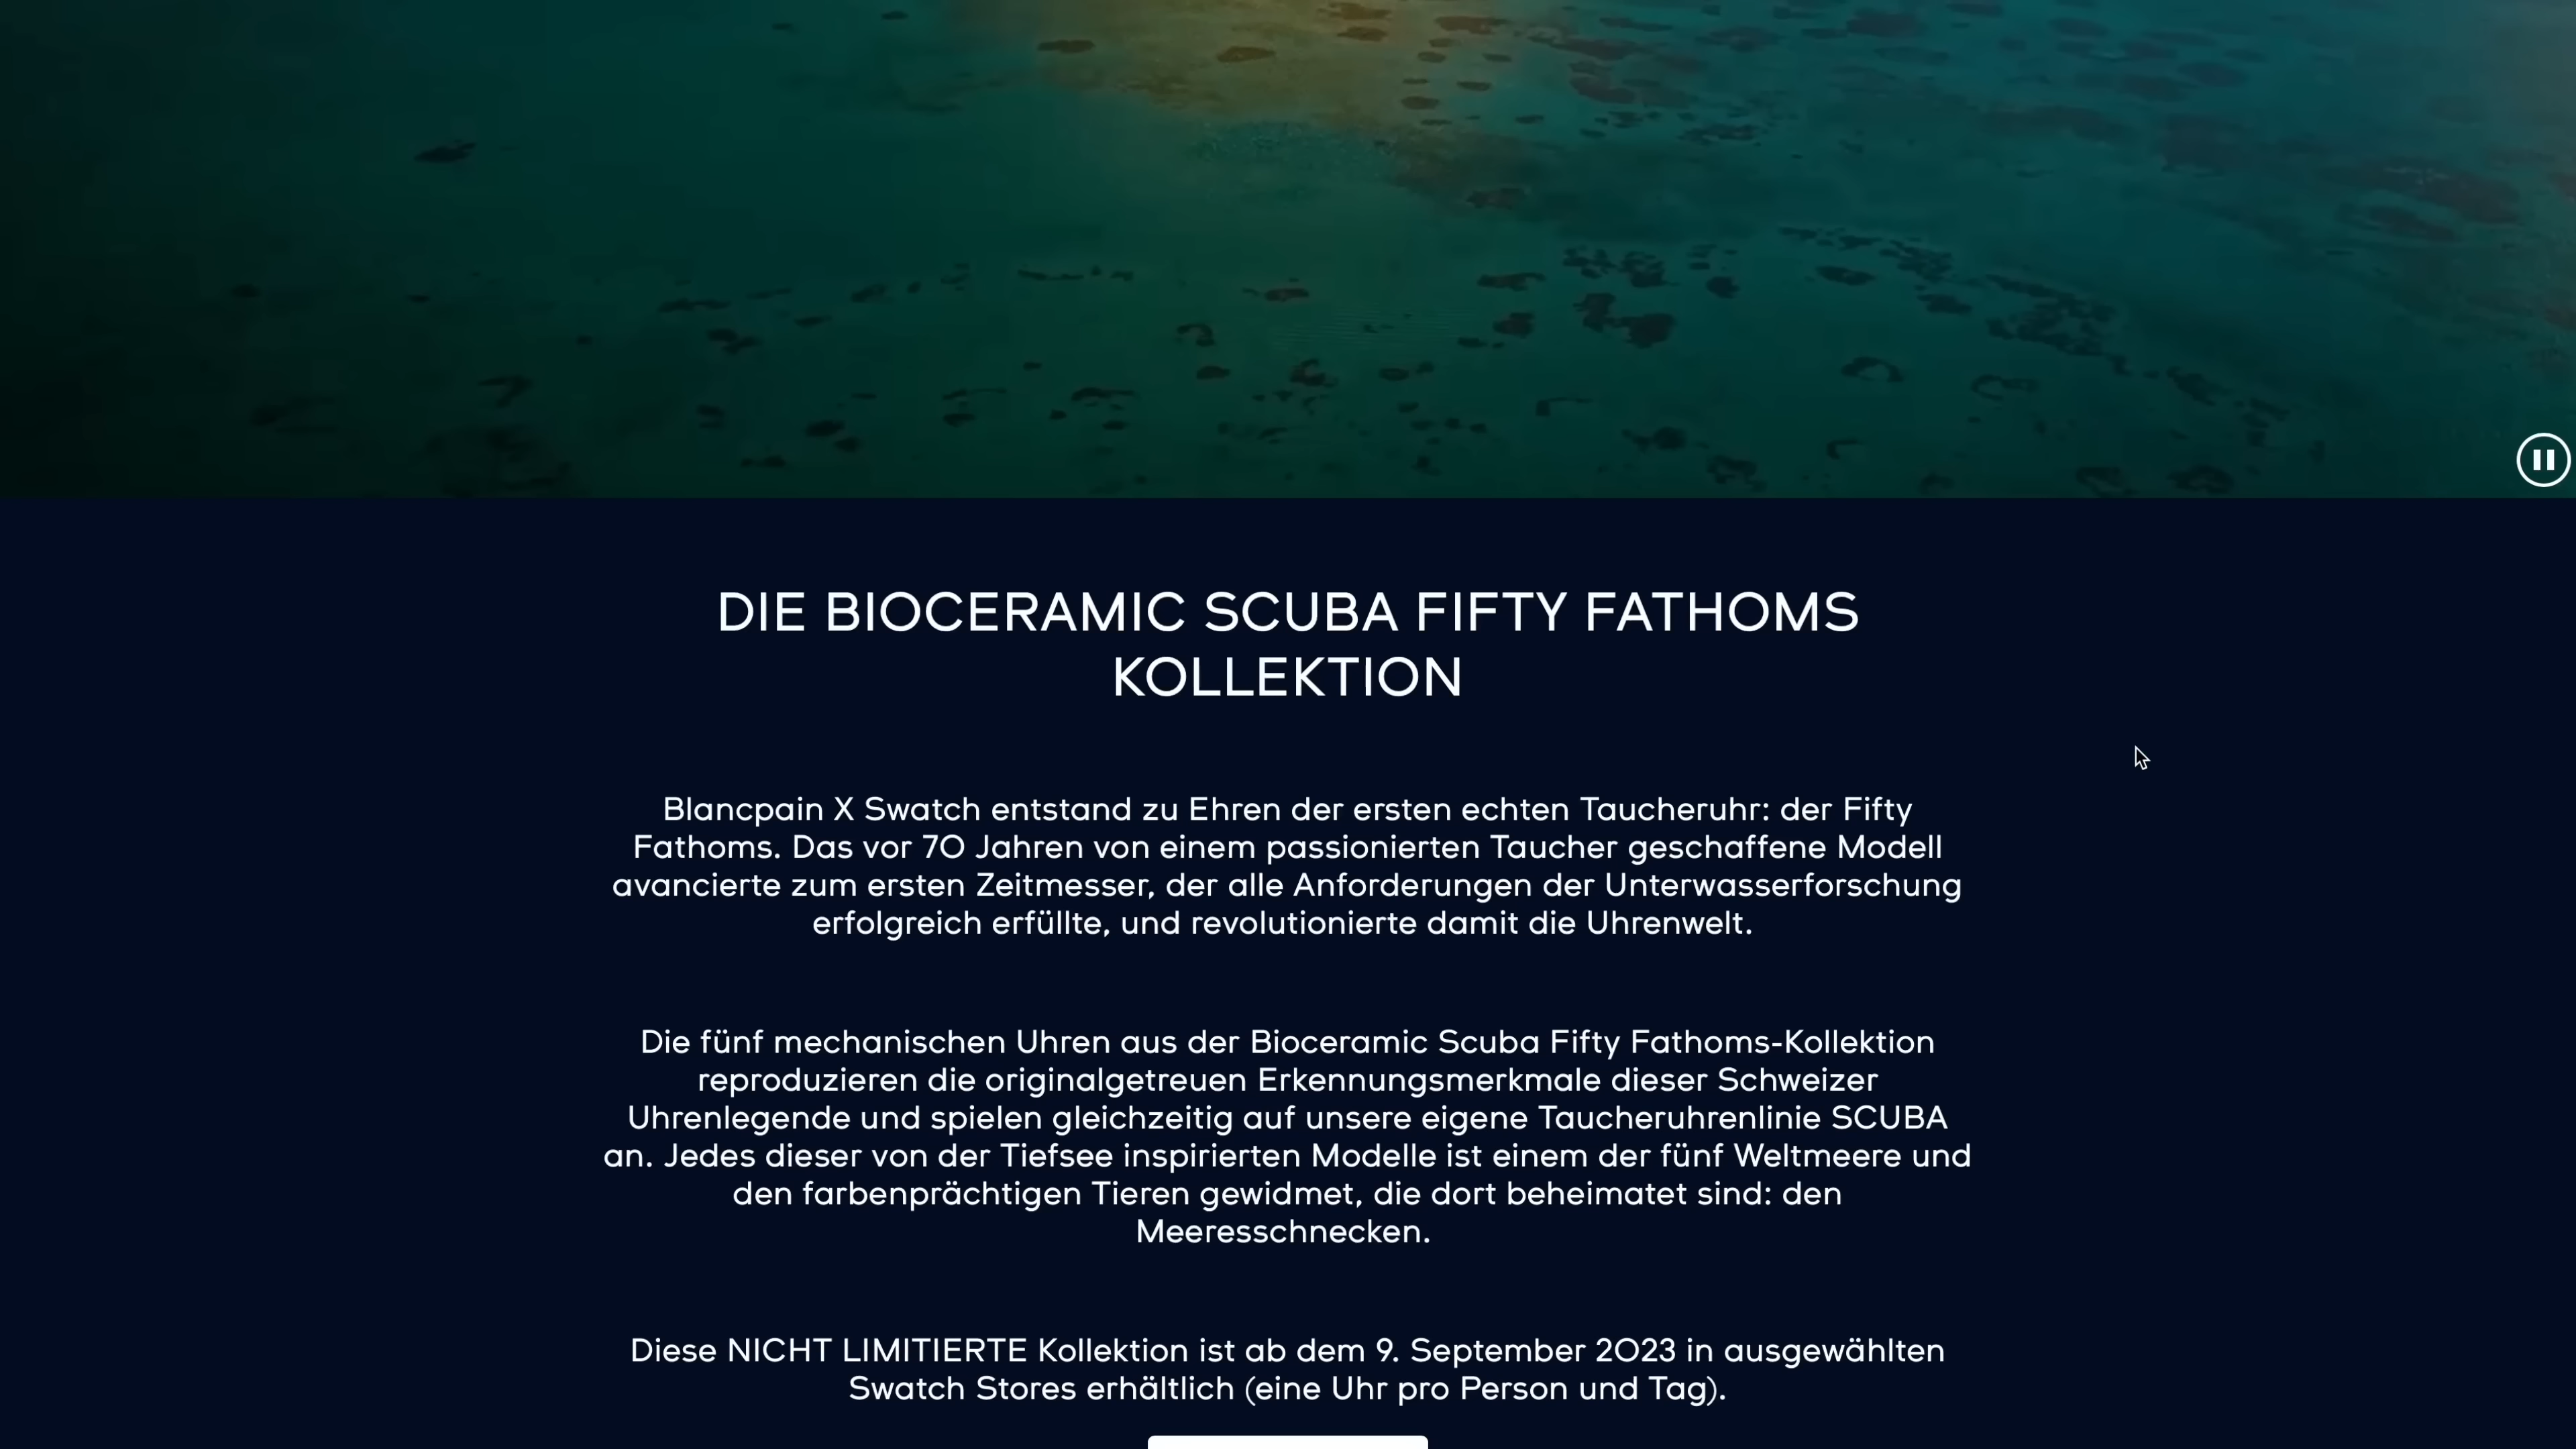 DIE BIOCERAMIC SCUBA FIFTY FATHOMS
KOLLEKTION
Blancpain X Swatch entstand zu Ehren der ersten echten Taucheruhr: der Fifty
Fathoms. Das vor 70 Jahren von einem passionierten Taucher geschaffene Modell
avancierte zum ersten Zeitmesser, der alle Anforderungen der Unterwasserforschung
erfolgreich erfüllte, und revolutionierte damit die Uhrenwelt.
Die fünf mechanischen Uhren aus der Bioceramic Scuba Fifty Fathoms-Kollektion
reproduzieren die originalgetreuen Erkennungsmerkmale dieser Schweizer
Uhrenlegende und spielen gleichzeitig auf unsere eigene Taucheruhrenlinie SCUBA
an. Jedes dieser von der Tiefsee inspirierten Modelle ist einem der fünf Weltmeere und
den farbenprächtigen Tieren gewidmet, die dort beheimatet sind: den
Meeresschnecken.
Diese NICHT LIMITIERTE Kollektion ist ab dem 9. September 2023 in ausgewählten
Swatch Stores erhältlich (eine Uhr pro Person und Tag).